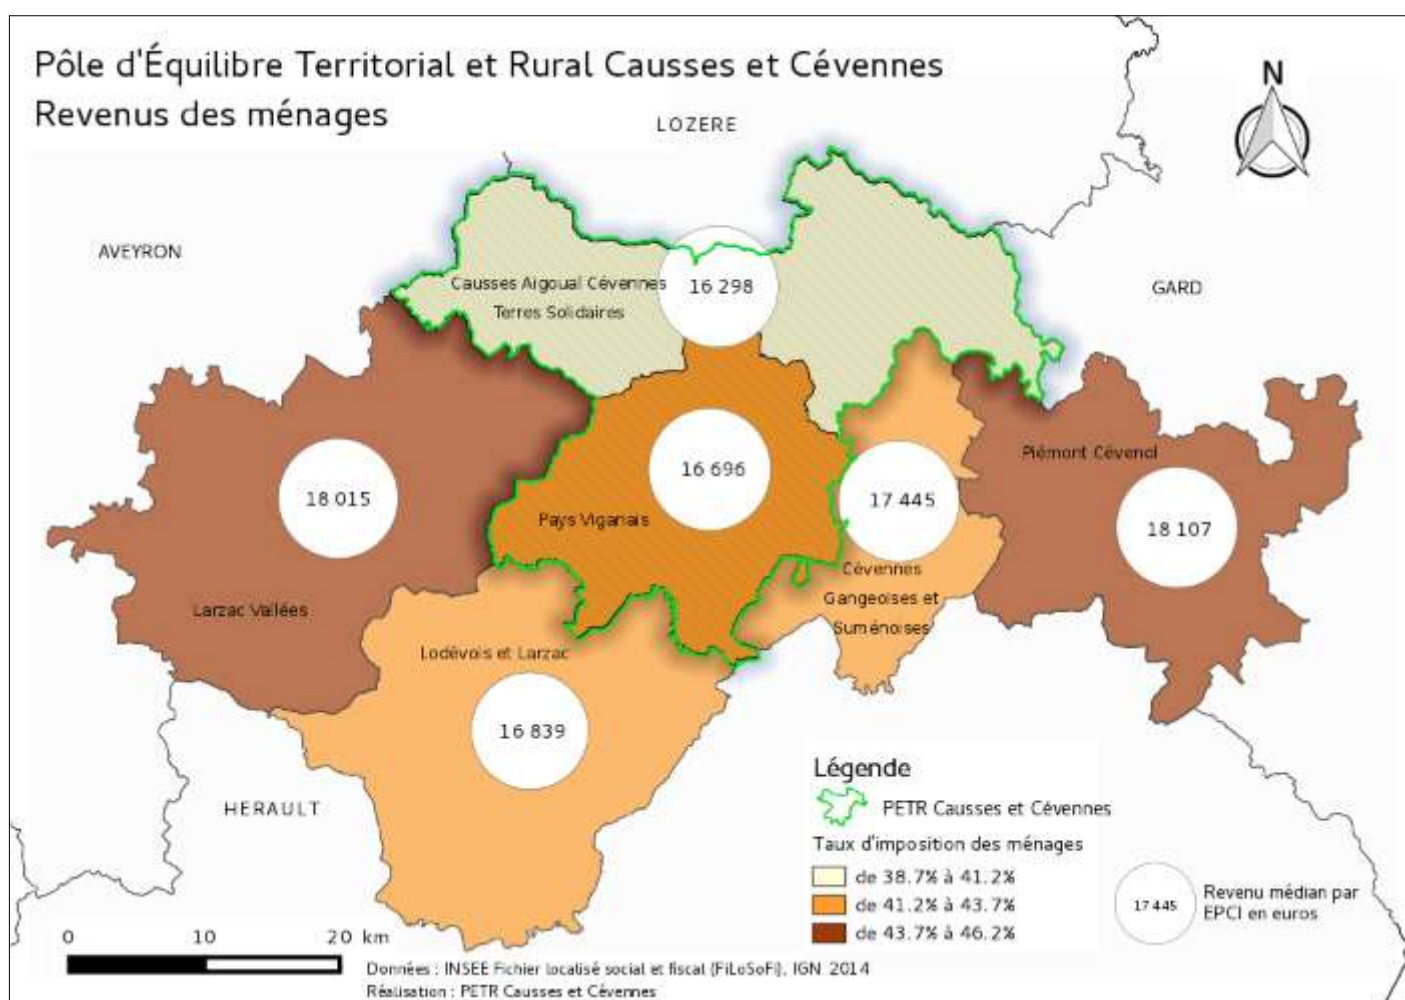 Pôle d'Équilibre Territorial et Rural Causses et Cévennes
Revenus des ménages
N
LOZERE
AVEYRON
GARD
Causses Aigoual Cévennes
Terres Solidaires
16 298
Piémont Cévenol
16 696
18 015
17 445
18 107
Pays Viganais
Cévennes
Gangeoises et
Suménoises
Larzac Vallées
Lodévois et Larzac
16 839
HERAULT
Légende
PETR Causses et Cévennes
Taux d'imposition des ménages
de 38.7% à 41.2%
de 41.2% à 43.7%
de 43.7% à 46.2%
17 445
Revenu médian par
EPCI en euros
0 10 20 km
Données : INSEE Fichier localisé social et fiscal (FiLoSoFi), IGN 2014
Réalisation : PETR Causses et Cévennes